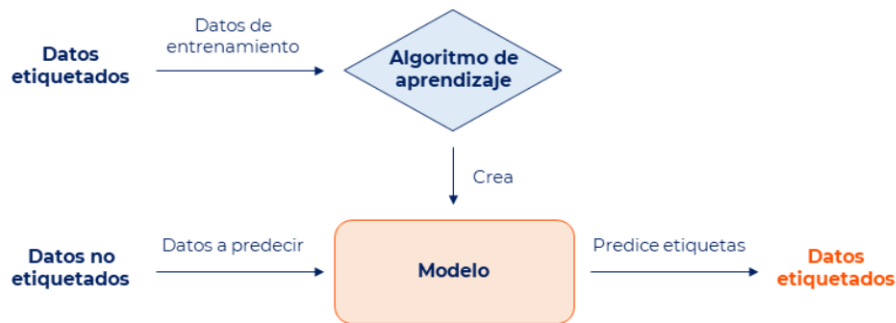 Datos
etiquetados
Datos de
entrenamiento
Algoritmo de
aprendizaje
Crea
Datos no
etiquetados
Datos a predecir
Modelo
Predice etiquetas
Datos
etiquetados